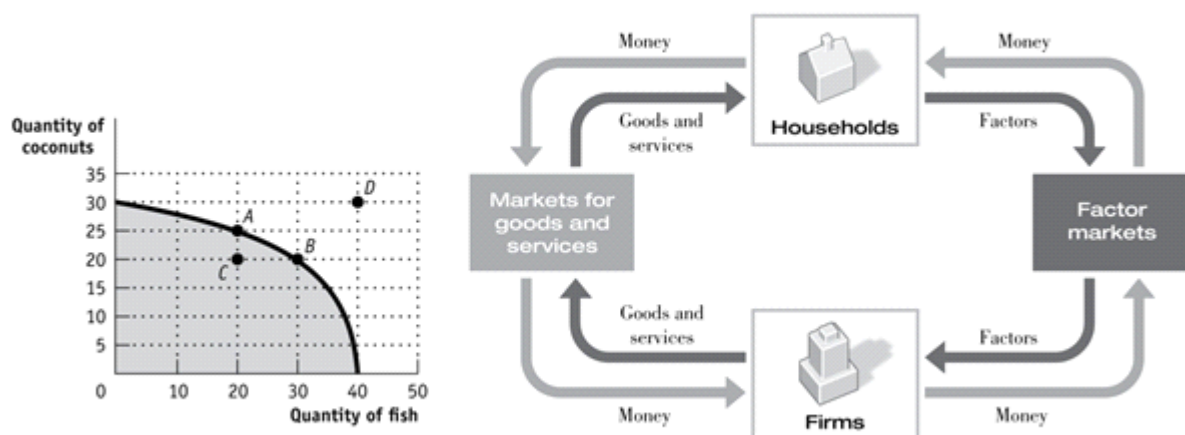 Quantity of
coconuts
35
30
25
20
15
10
5
0
10
20
30
40
50
Quantity of fish
A
B
C
D
Money
Money
Goods and
services
Factors
Households
Markets for
goods and
services
Factor
markets
Goods and
services
Factors
Money
Money
Firms